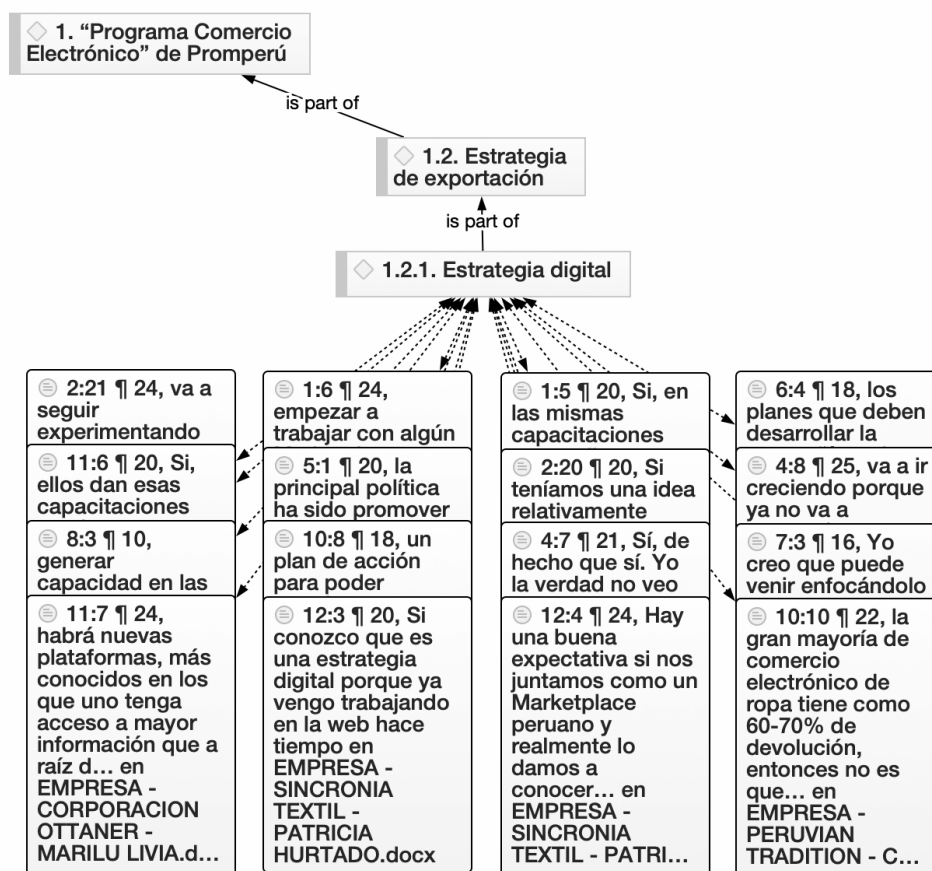 1. “Programa Comercio
Electrónico” de Promperú
is part of
1.2. Estrategia
de exportación
is part of
1.2.1. Estrategia digital
2:21 ¶ 24, va a
seguir
experimentando
11:6 ¶ 20, Si,
ellos dan esas
capacitaciones
8:3 ¶ 10,
generar
capacidad en las
11:7 ¶ 24,
habrá nuevas
plataformas, más
conocidos en los
que uno tenga
acceso a mayor
información que a
raíz d... en
EMPRESA -
CORPORACION
OTTANER -
MARILU LIVIA.d...
1:6 ¶ 24,
empezar a
trabajar con algún
5:1 ¶ 20, la
principal política
ha sido promover
10:8 ¶ 18, un
plan de acción
para poder
12:3 ¶ 20, Si
conozco que es
una estrategia
digital porque ya
vengo trabajando
en la web hace
tiempo en
EMPRESA -
SINCRONIA
TEXTIL -
PATRICIA
HURTADO.docx
1:5 ¶ 20, Si, en
las mismas
capacitaciones
2:20 ¶ 20, Si
teníamos una idea
relativamente
4:7 ¶ 21, Sí, de
hecho que sí. Yo
la verdad no veo
12:4 ¶ 24, Hay
una buena
expectativa si nos
juntamos como un
Marketplace
peruano y
realmente lo
damos a
conocer... en
EMPRESA -
SINCRONIA
TEXTIL - PATRI...
6:4 ¶ 18, los
planes que deben
desarrollar la
4:8 ¶ 25, va a ir
creciendo porque
ya no va a
7:3 ¶ 16, Yo
creo que puede
venir enfocándolo
10:10 ¶ 22, la
gran mayoría de
comercio
electrónico de
ropa tiene como
60-70% de
devolución,
entonces no es
que... en
EMPRESA -
PERUVIAN
TRADITION - C...